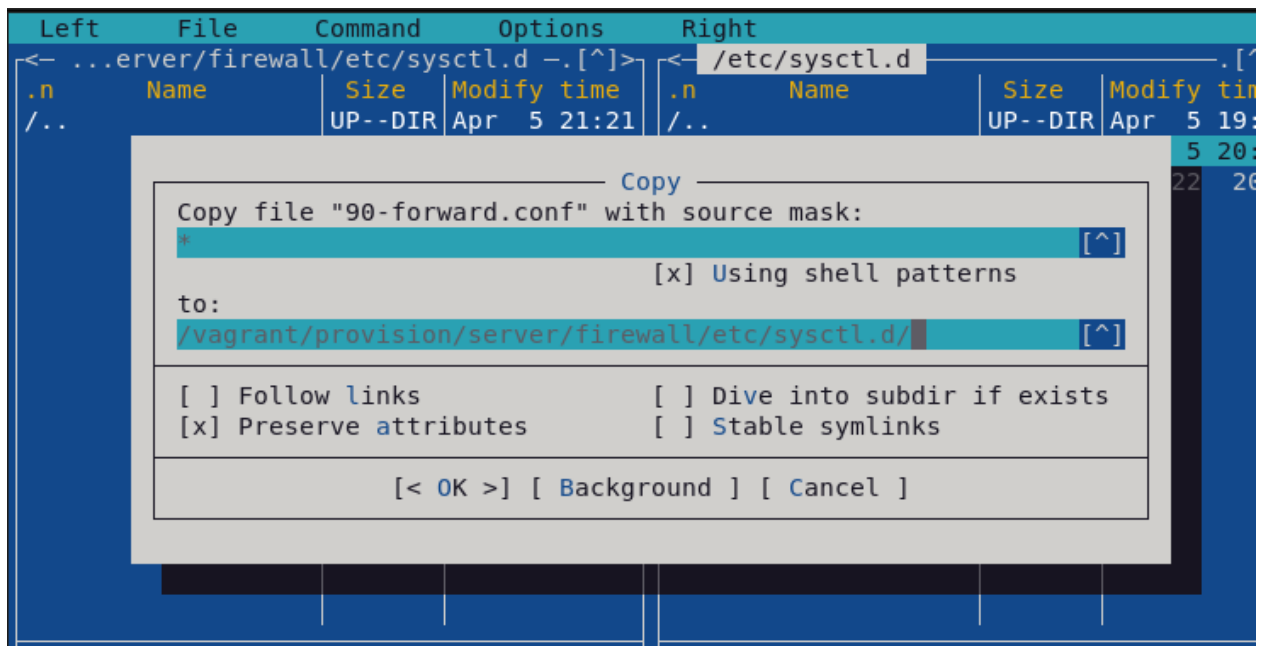 Left File Command Options Right
<— ...erver/firewall/etc/sysctl.d —.[^]> <— /etc/sysctl.d —.[^
.n Name Size Modify time .n Name Size Modify tim
/.. UP--DIR Apr 5 21:21 /.. UP--DIR Apr 5 19:
5 20:
Copy
22 20
Copy file "90-forward.conf" with source mask:
* [^]
[x] Using shell patterns
to:
/vagrant/provision/server/firewall/etc/sysctl.d/ [^]
[ ] Follow links [ ] Dive into subdir if exists
[x] Preserve attributes [ ] Stable symlinks
[< OK >] [ Background ] [ Cancel ]